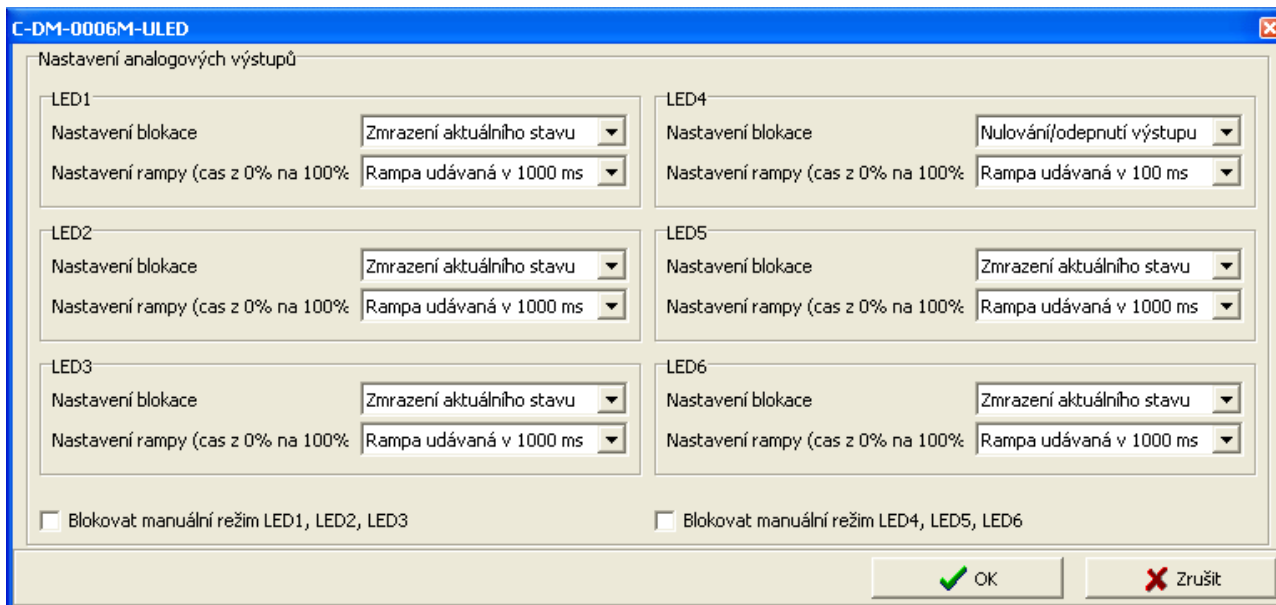 C-DM-0006M-ULED
Nastavení analogových výstupů
LED1
Nastavení blokace Zmrazení aktuálního stavu
Nastavení rampy (cas z 0% na 100% Rampa udávaná v 1000 ms
LED4
Nastavení blokace Nulování/odepnutí výstupu
Nastavení rampy (cas z 0% na 100% Rampa udávaná v 100 ms
LED2
Nastavení blokace Zmrazení aktuálního stavu
Nastavení rampy (cas z 0% na 100% Rampa udávaná v 1000 ms
LED5
Nastavení blokace Zmrazení aktuálního stavu
Nastavení rampy (cas z 0% na 100% Rampa udávaná v 1000 ms
LED3
Nastavení blokace Zmrazení aktuálního stavu
Nastavení rampy (cas z 0% na 100% Rampa udávaná v 1000 ms
LED6
Nastavení blokace Zmrazení aktuálního stavu
Nastavení rampy (cas z 0% na 100% Rampa udávaná v 1000 ms
Blokovat manuální režim LED1, LED2, LED3
Blokovat manuální režim LED4, LED5, LED6
OK
Zrušit